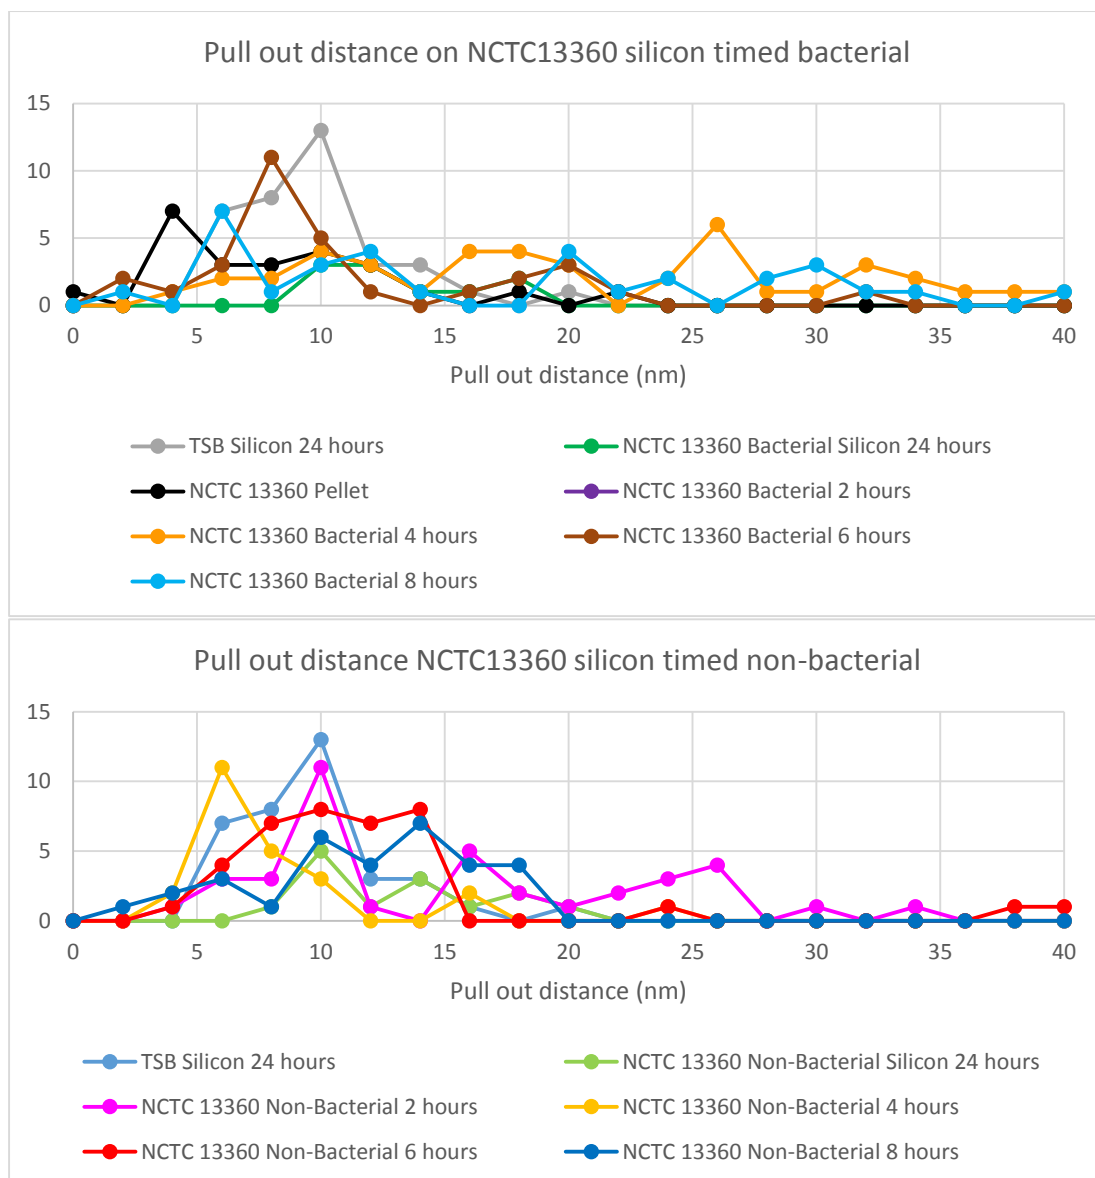 Pull out distance on NCTC13360 silicon timed bacterial
15
10
5
0
0 5 10 15 20 25 30 35 40
Pull out distance (nm)
TSB Silicon 24 hours NCTC 13360 Bacterial Silicon 24 hours
NCTC 13360 Pellet NCTC 13360 Bacterial 2 hours
NCTC 13360 Bacterial 4 hours NCTC 13360 Bacterial 6 hours
NCTC 13360 Bacterial 8 hours
Pull out distance NCTC13360 silicon timed non-bacterial
15
10
5
0
0 5 10 15 20 25 30 35 40
Pull out distance (nm)
TSB Silicon 24 hours NCTC 13360 Non-Bacterial Silicon 24 hours
NCTC 13360 Non-Bacterial 2 hours NCTC 13360 Non-Bacterial 4 hours
NCTC 13360 Non-Bacterial 6 hours NCTC 13360 Non-Bacterial 8 hours